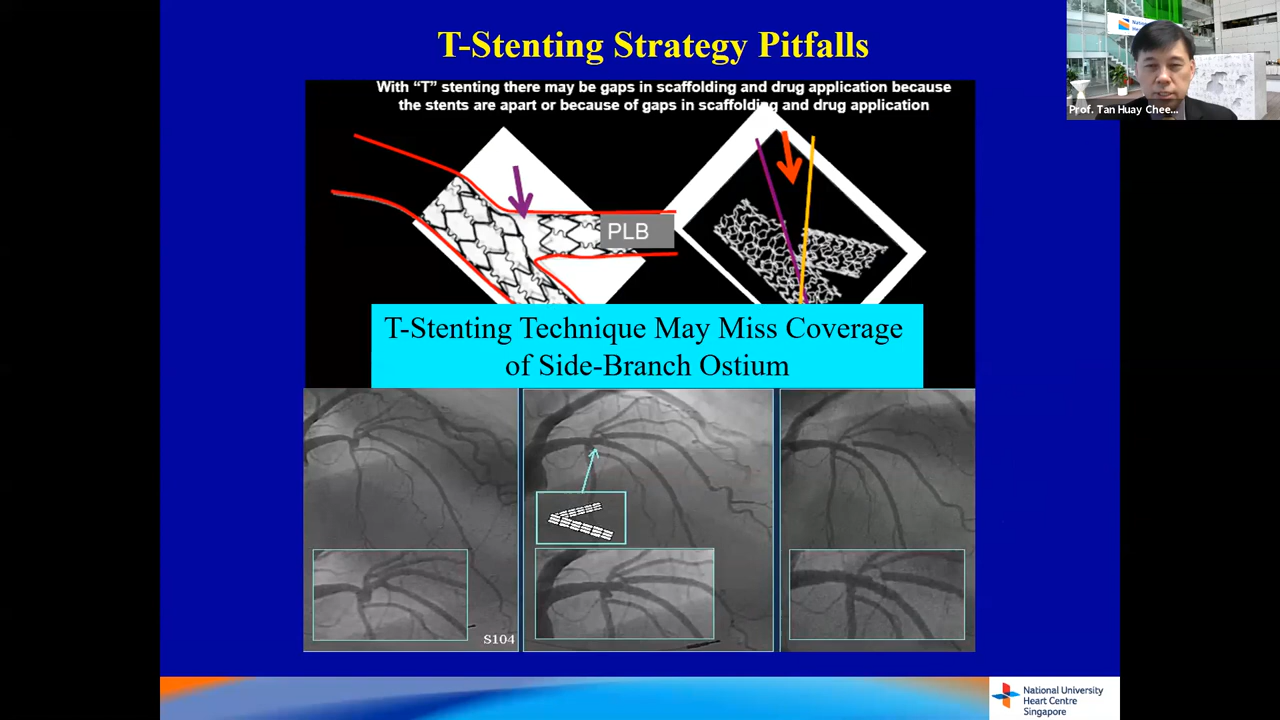 T-Stenting Strategy Pitfalls
With “T” stenting there may be gaps in scaffolding and drug application because
the stents are apart or because of gaps in scaffolding and drug application
PLB
T-Stenting Technique May Miss Coverage
of Side-Branch Ostium
S104
Prof. Tan Huay Chee...
National University
Heart Centre
Singapore